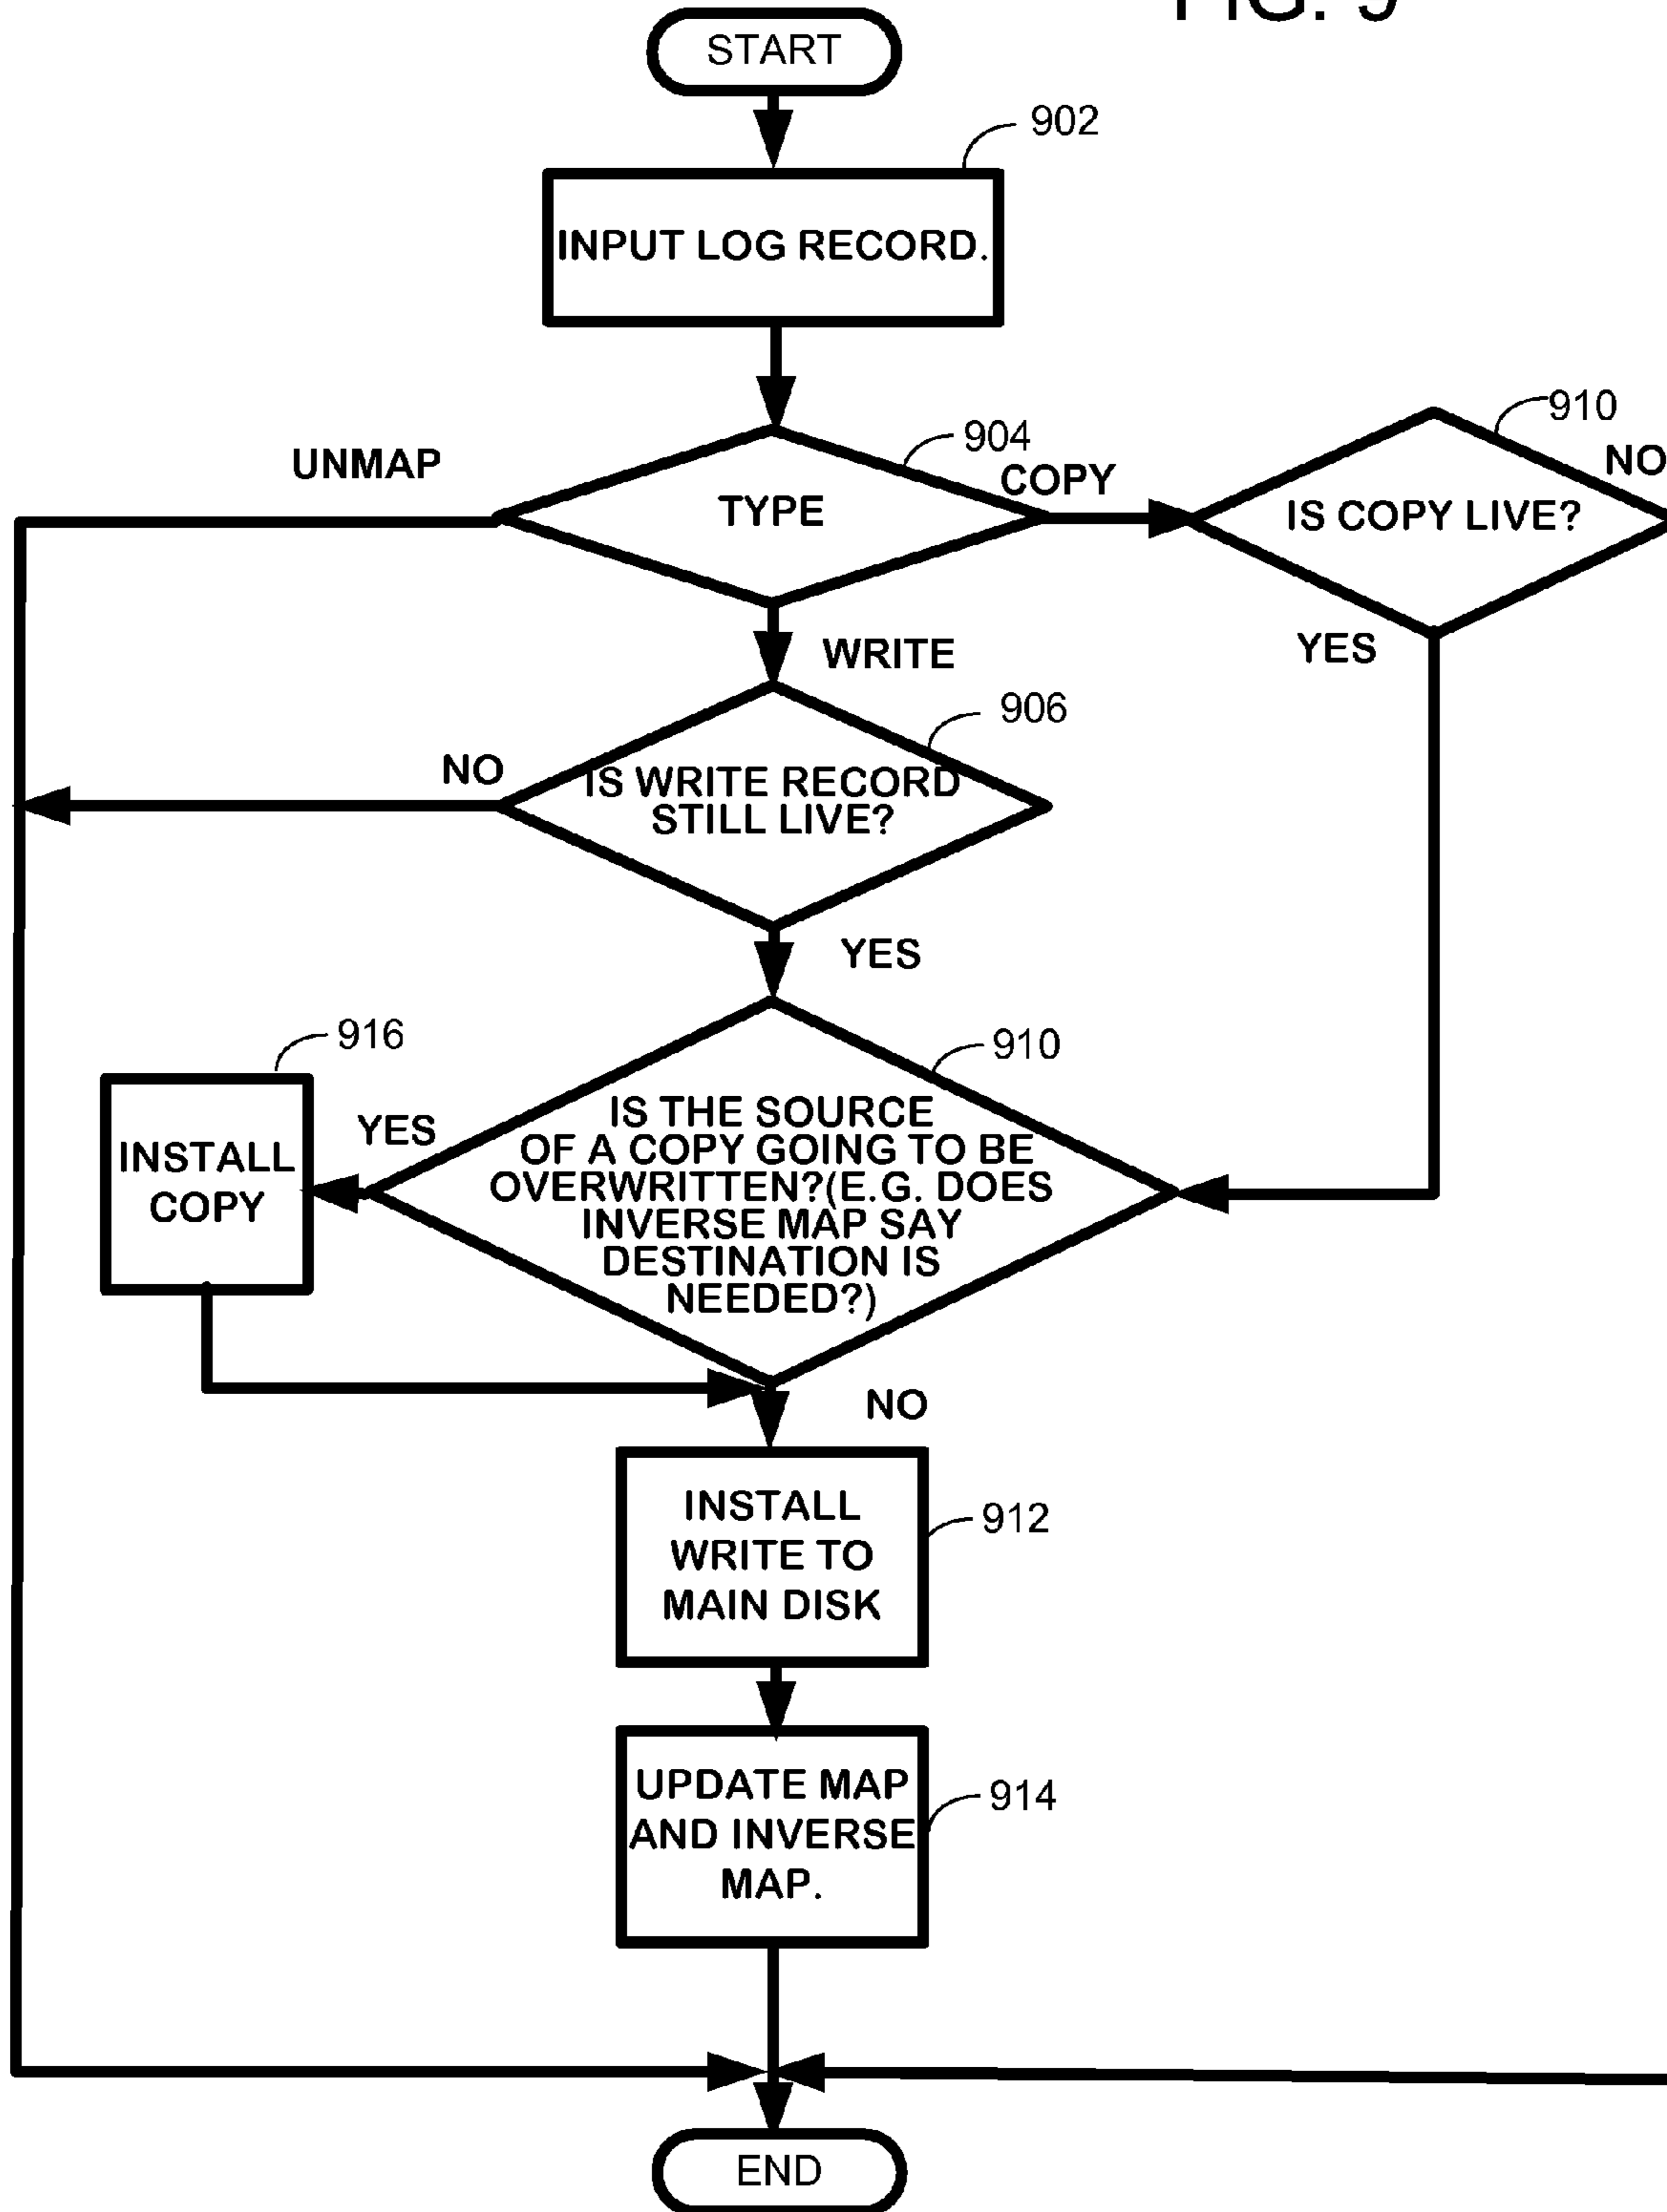 FIG. 9
START
902
INPUT LOG RECORD.
904
UNMAP
COPY
TYPE
910
NO
IS COPY LIVE?
WRITE
YES
906
NO
IS WRITE RECORD
STILL LIVE?
YES
916
910
YES
INSTALL
COPY
IS THE SOURCE
OF A COPY GOING TO BE
OVERWRITTEN?(E.G. DOES
INVERSE MAP SAY
DESTINATION IS
NEEDED?)
NO
INSTALL
WRITE TO
MAIN DISK
912
UPDATE MAP
AND INVERSE
MAP.
914
END